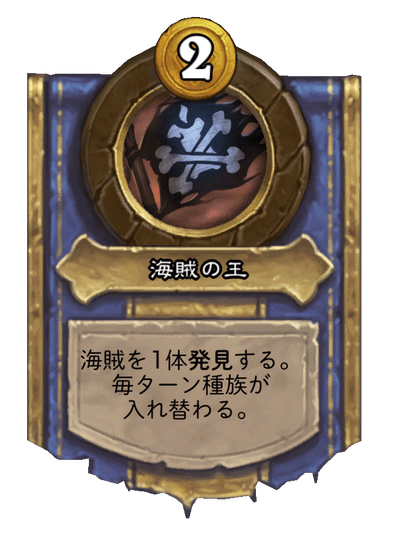 2
海賊の王
海賊を1体発見する。
毎ターン種族が
入れ替わる。